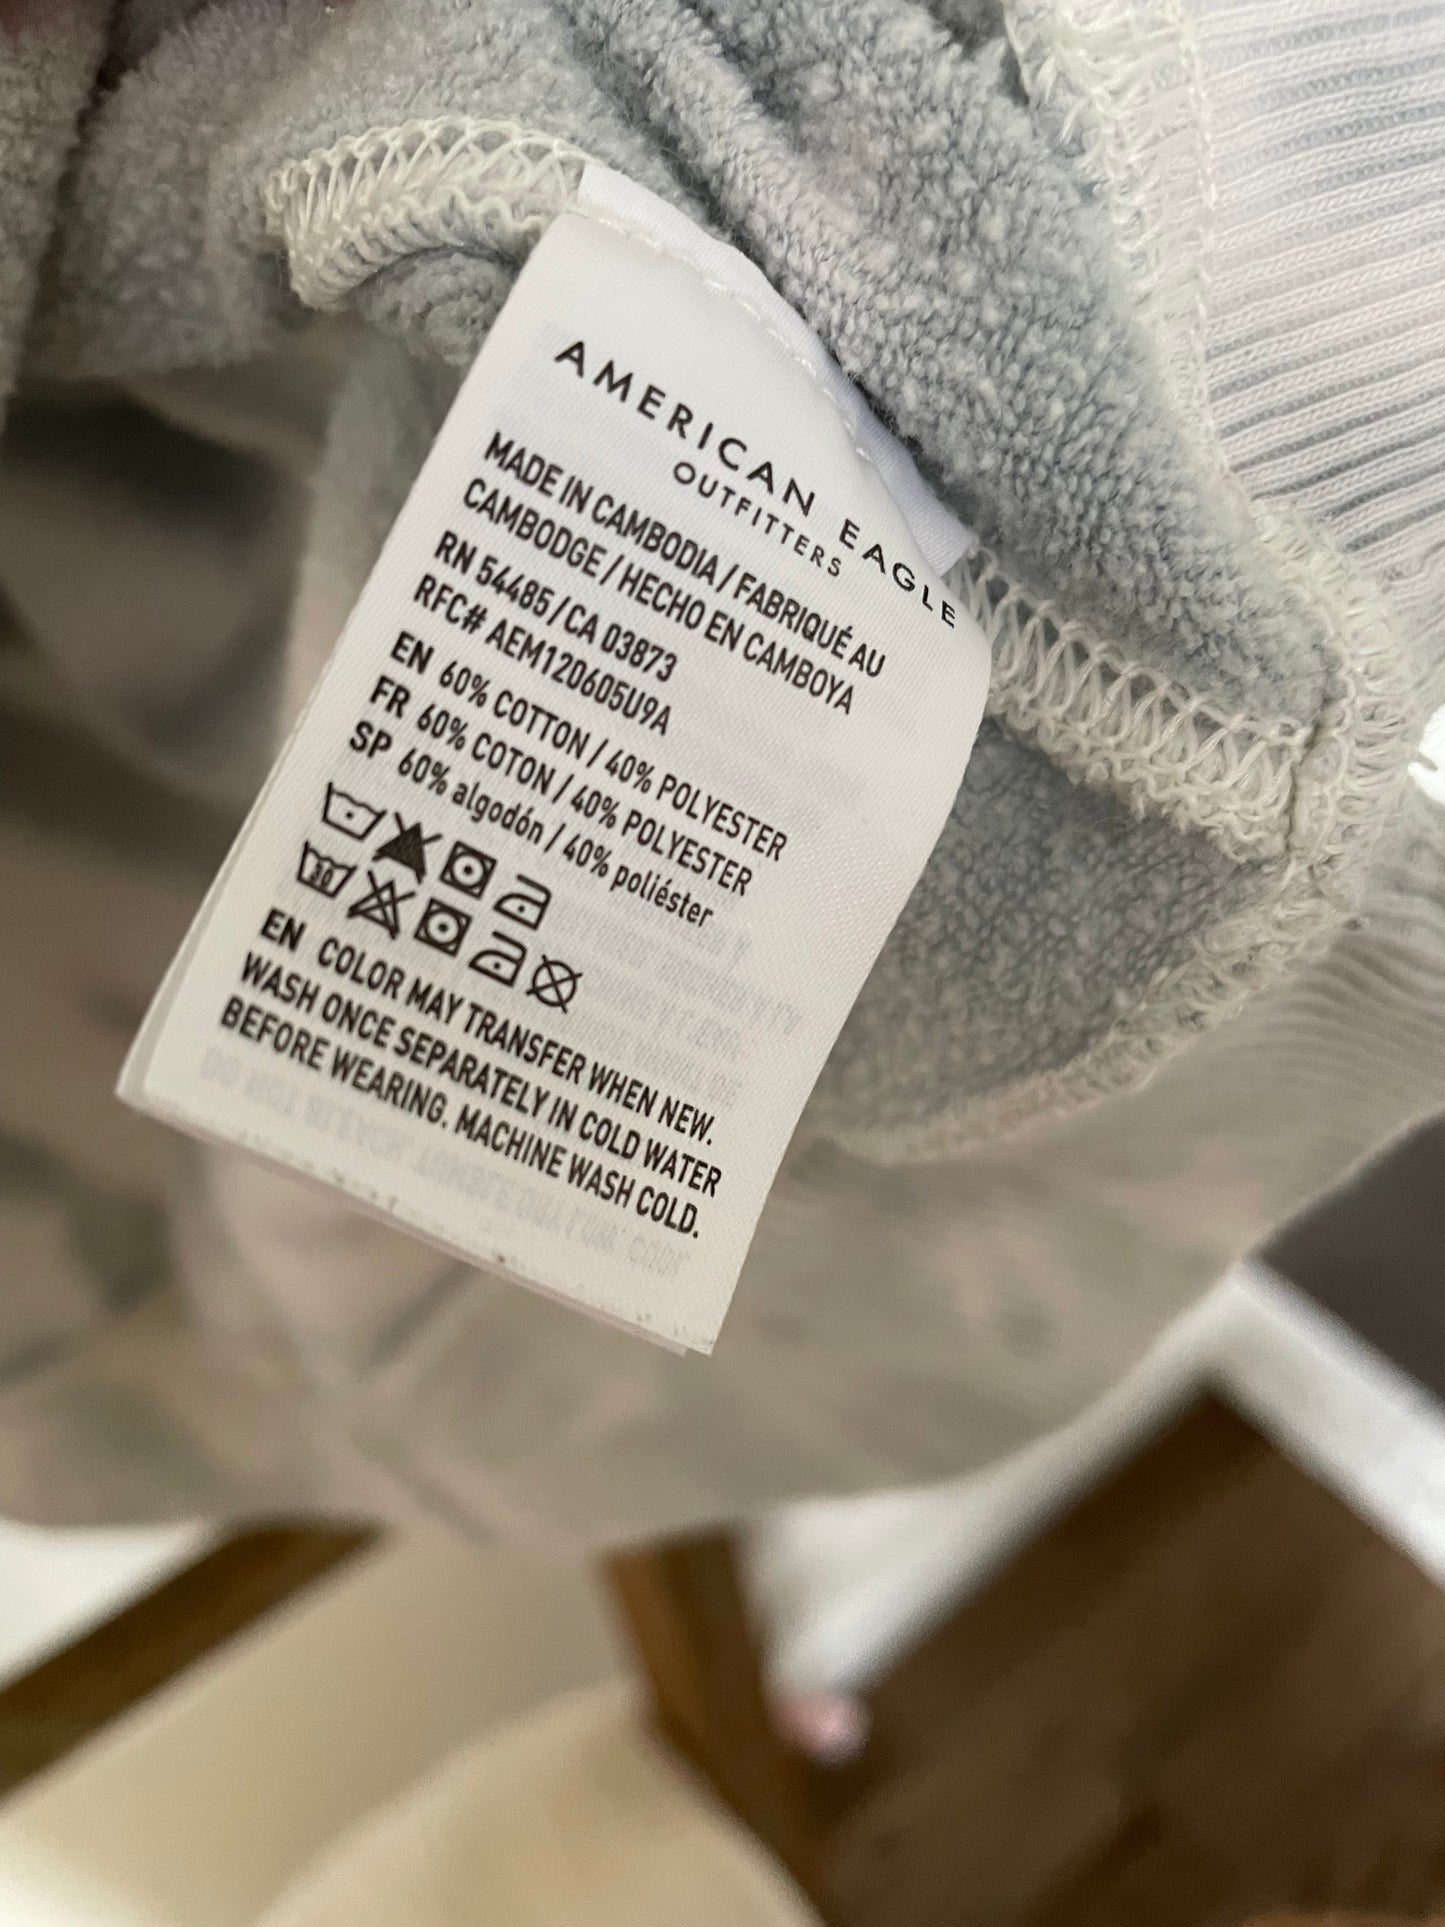 AMERICAN EAGLE
OUTFITTERS
MADE IN CAMBODIA / FABRIQUÉ AU
CAMBODGE / HECHO EN CAMBOYA
RN 54485 / CA 03873
RFC# AEM120605U9A
EN 60% COTTON / 40% POLYESTER
FR 60% COTON / 40% POLYESTER
SP 60% algodón / 40% poliéster
30
EN COLOR MAY TRANSFER WHEN NEW.
WASH ONCE SEPARATELY IN COLD WATER
BEFORE WEARING. MACHINE WASH COLD.